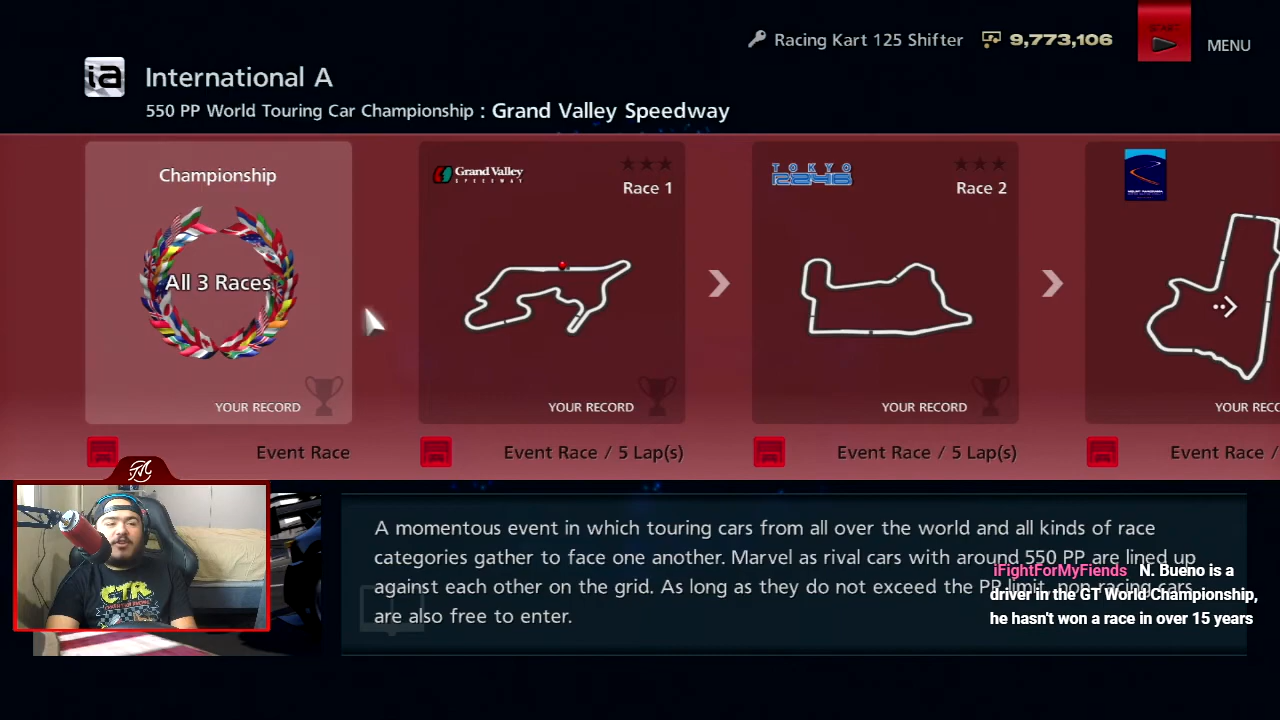 Racing Kart 125 Shifter
9,773,106
MENU
ia
International A
550 PP World Touring Car Championship : Grand Valley Speedway
Championship
All 3 Races
YOUR RECORD
Event Race
Grand Valley
SPEEDWAY
Race 1
YOUR RECORD
Event Race / 5 Lap(s)
TOKYO
R246
Race 2
YOUR RECORD
Event Race / 5 Lap(s)
YOUR RECO
Event Race /
A momentous event in which touring cars from all over the world and all kinds of race
categories gather to face one another. Marvel as rival cars with around 550 PP are lined up
against each other on the grid. As long as they do not exceed the PP limit, non-racing cars
are also free to enter.
iFightForMyFiends N. Bueno is a
driver in the GT World Championship,
he hasn't won a race in over 15 years
CTR